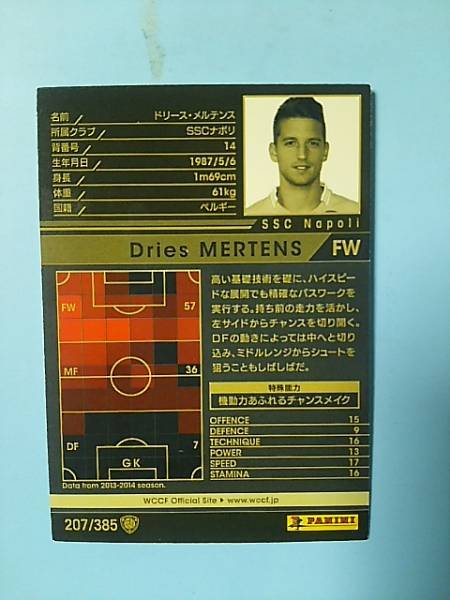 名前 ドリース・メルテンス
所属クラブ SSCナポリ
背番号 14
生年月日 1987/5/6
身長 1m69cm
体重 61kg
国籍 ベルギー
SSC Napoli
Dries MERTENS FW
FW 57
MF 36
DF 7
GK
Data from 2013-2014 season.
高い基礎技術を礎に、ハイスピー
ドな展開でも精確なパスワークを
実行する。持ち前の走力を活かし、
左サイドからチャンスを切り開く。
DFの動きによっては中へと切り
込み、ミドルレンジからシュートを
狙うこともしばしばだ。
特殊能力
機動力あふれるチャンスメイク
OFFENCE 15
DEFENCE 9
TECHNIQUE 16
POWER 13
SPEED 17
STAMINA 16
WCCF Official Site ▶ www.wccf.jp
207/385
PANINI